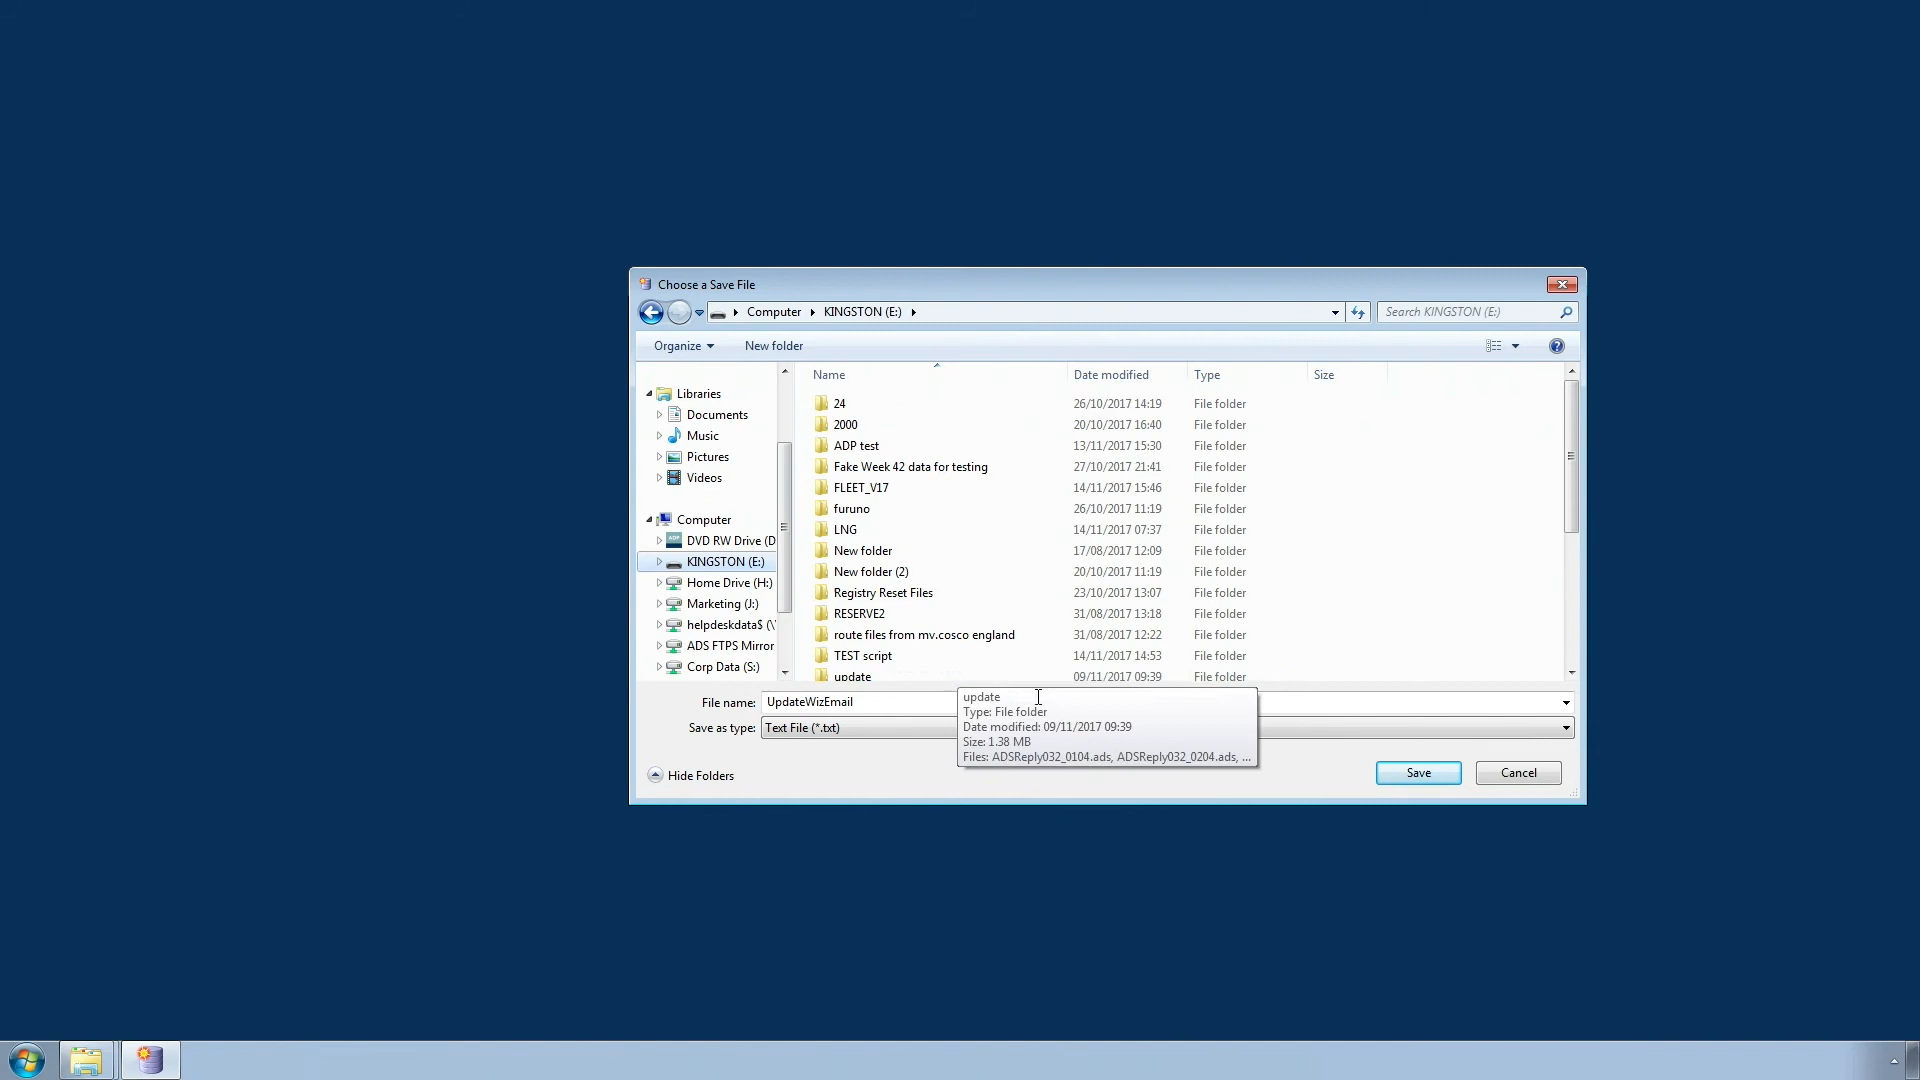 Choose a Save File
Computer KINGSTON (E:)
Search KINGSTON (E:)
Organize New folder
Name Date modified Type Size
Libraries
Documents
Music
Pictures
Videos
Computer
DVD RW Drive (D
KINGSTON (E:)
Home Drive (H:)
Marketing (J:)
helpdeskdata$ (\'
ADS FTPS Mirror
Corp Data (S:)
24 26/10/2017 14:19 File folder
2000 20/10/2017 16:40 File folder
ADP test 13/11/2017 15:30 File folder
Fake Week 42 data for testing 27/10/2017 21:41 File folder
FLEET_V17 14/11/2017 15:46 File folder
furuno 26/10/2017 11:19 File folder
LNG 14/11/2017 07:37 File folder
New folder 17/08/2017 12:09 File folder
New folder (2) 20/10/2017 11:19 File folder
Registry Reset Files 23/10/2017 13:07 File folder
RESERVE2 31/08/2017 13:18 File folder
route files from mv.cosco england 31/08/2017 12:22 File folder
TEST script 14/11/2017 14:53 File folder
update 09/11/2017 09:39 File folder
File name: UpdateWizEmail
Save as type: Text File (*.txt)
update
Type: File folder
Date modified: 09/11/2017 09:39
Size: 1.38 MB
Files: ADSReply032_0104.ads, ADSReply032_0204.ads, ...
Hide Folders
Save Cancel